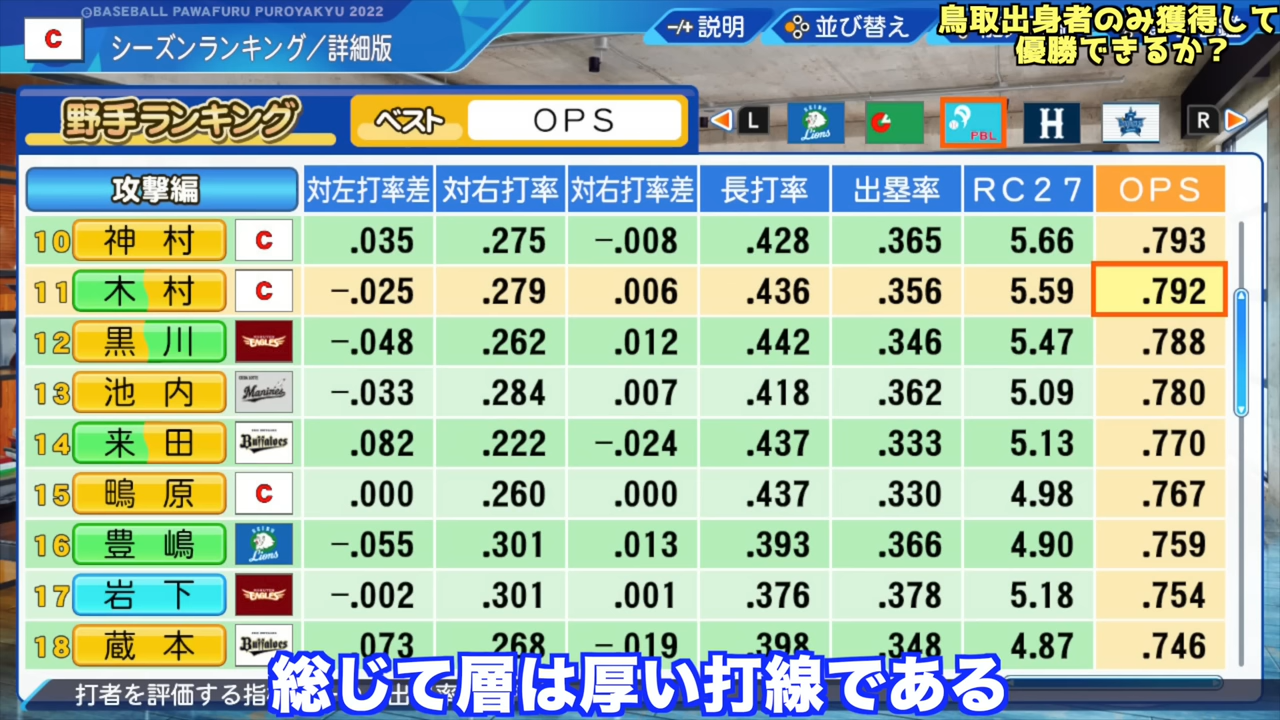 ©BASEBALL PAWAFURU PUROYAKYU 2022
C
シーズンランキング/詳細版
-/+ 説明
並び替え
鳥取出身者のみ獲得して
優勝できるか?
野手ランキング
ベスト
OPS
L
SEIBU Lions
PBL
H
R
攻撃編 対左打率差 対右打率 対右打率差 長打率 出塁率 RC27 OPS
10 神村 C .035 .275 -.008 .428 .365 5.66 .793
11 木村 C -.025 .279 .006 .436 .356 5.59 .792
12 黒川 EAGLES -.048 .262 .012 .442 .346 5.47 .788
13 池内 Marines -.033 .284 .007 .418 .362 5.09 .780
14 来田 Buffaloes .082 .222 -.024 .437 .333 5.13 .770
15 鴫原 C .000 .260 .000 .437 .330 4.98 .767
16 豊嶋 SEIBU Lions -.055 .301 .013 .393 .366 4.90 .759
17 岩下 EAGLES -.002 .301 .001 .376 .378 5.18 .754
18 蔵本 Buffaloes .073 .268 -.019 .398 .348 4.87 .746
打者を評価する指
総じて層は厚い打線である